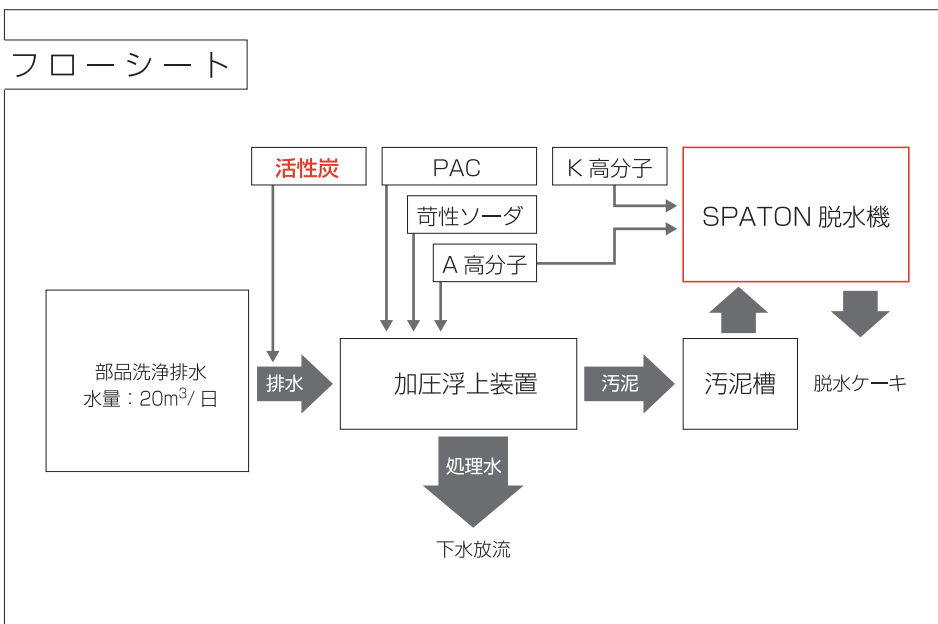 フローシート
活性炭
PAC
K 高分子
苛性ソーダ
A 高分子
SPATON 脱水機
部品洗浄排水
水量：20m³/日
排水
加圧浮上装置
汚泥
汚泥槽
脱水ケーキ
処理水
下水放流